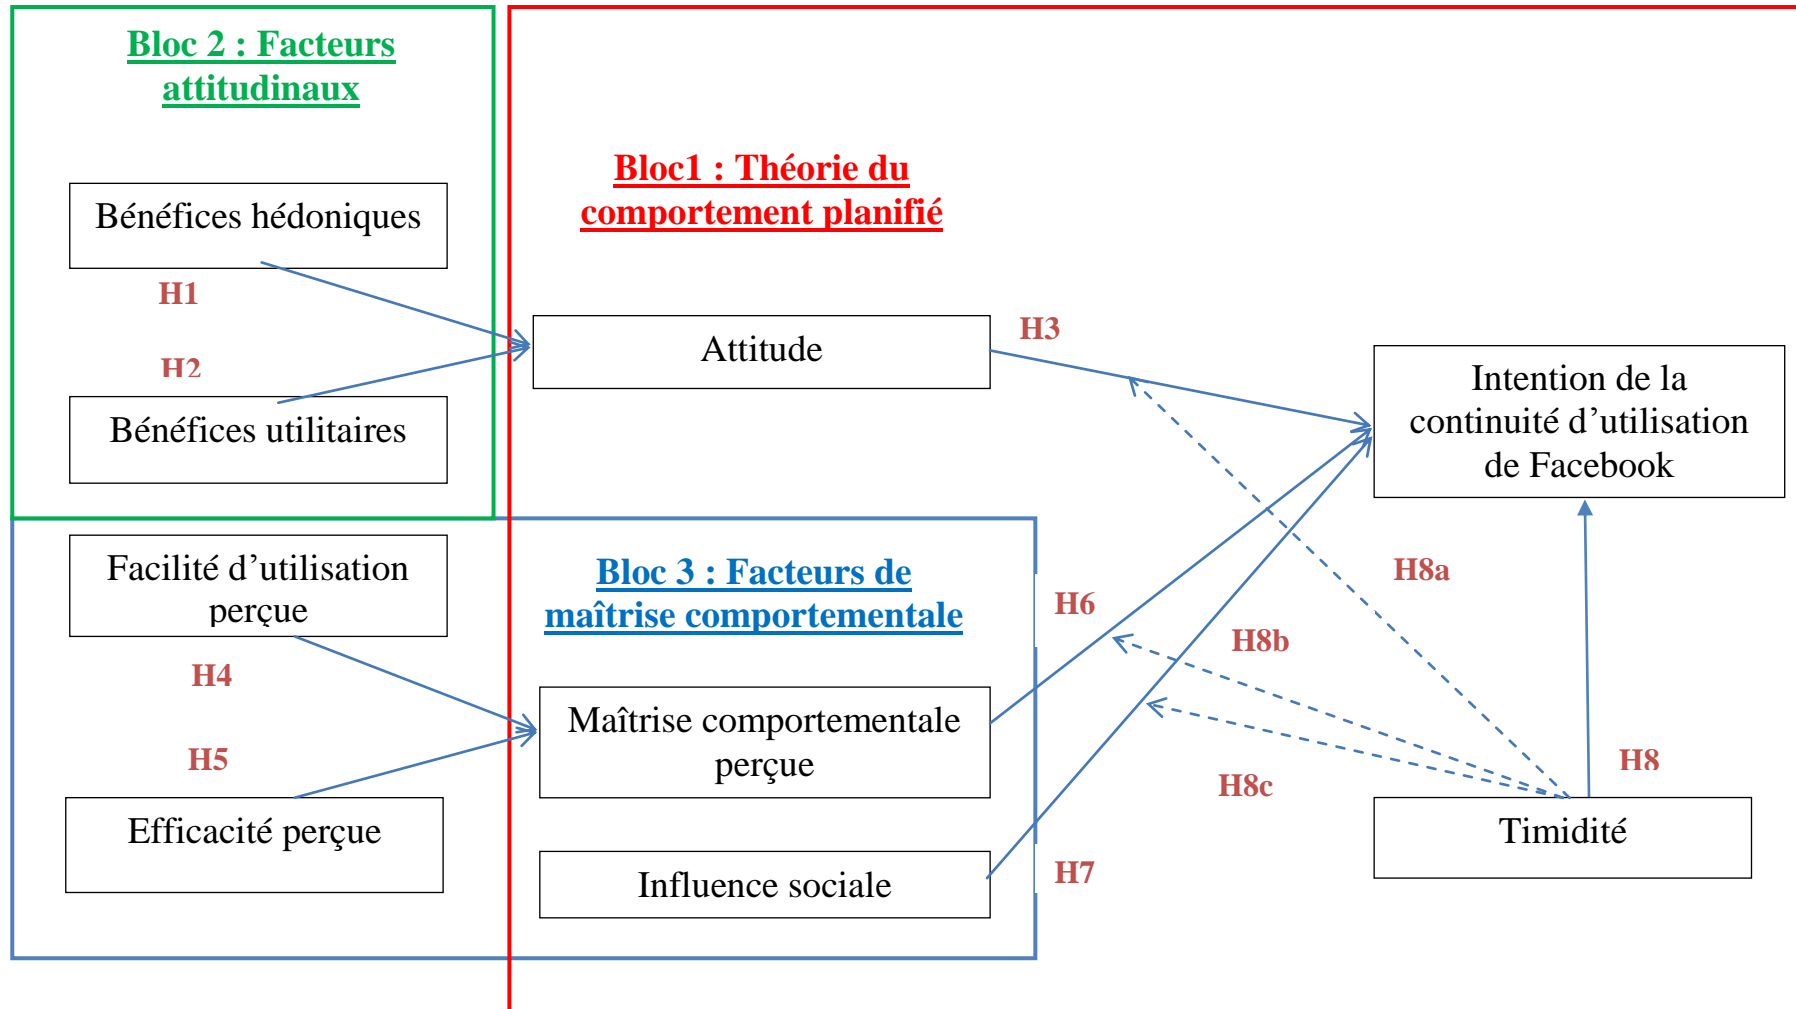 Bloc 2 : Facteurs
attitudinaux
Bénéfices hédoniques
H1
H2
Bénéfices utilitaires
Bloc1 : Théorie du
comportement planifié
Attitude
H3
Intention de la
continuité d’utilisation
de Facebook
Facilité d’utilisation
perçue
H4
H5
Efficacité perçue
Bloc 3 : Facteurs de
maîtrise comportementale
Maîtrise comportementale
perçue
Influence sociale
H6
H7
H8a
H8b
H8c
H8
Timidité